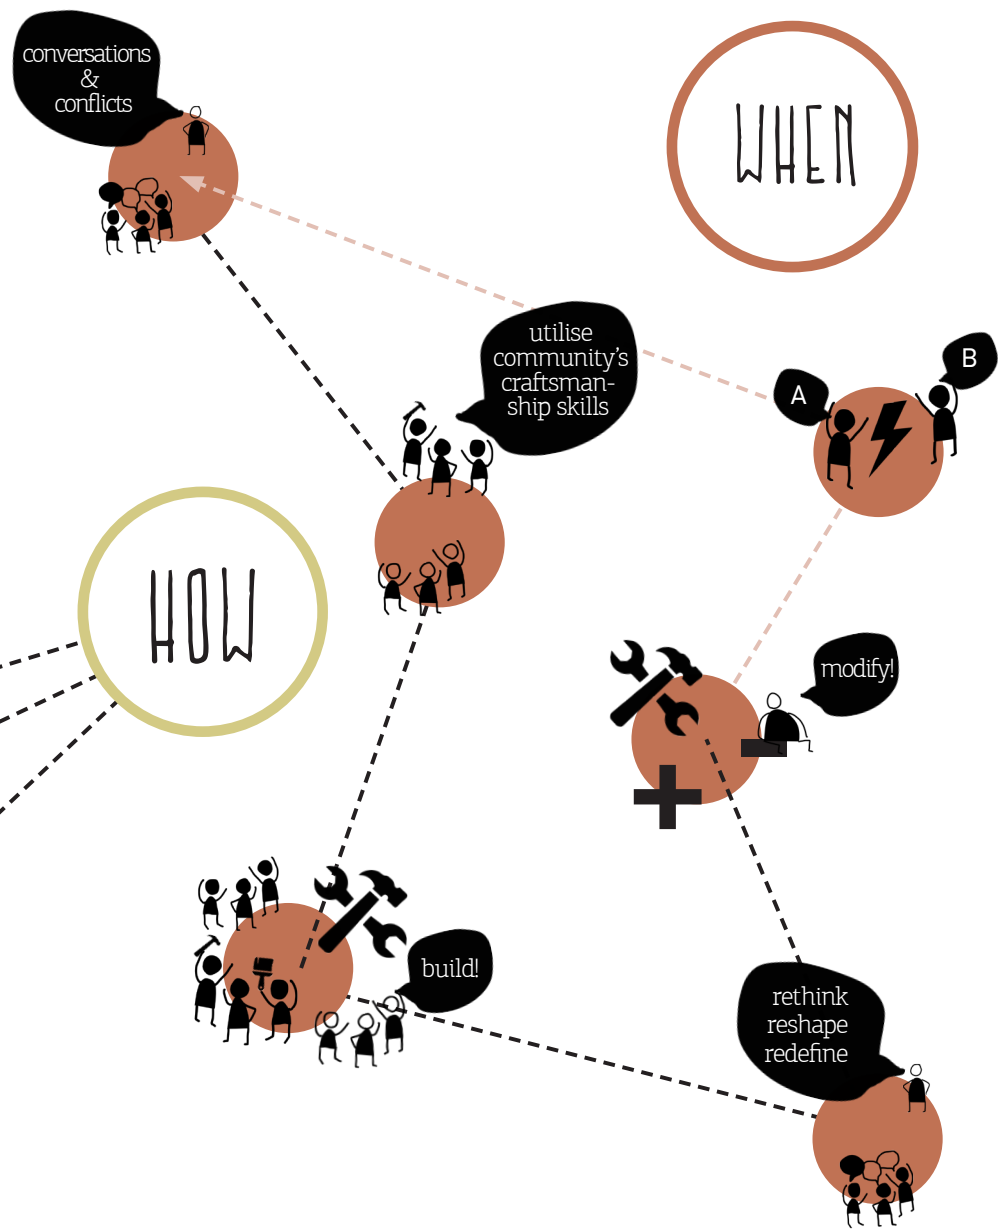 conversations
&
conflicts
WHEN
utilise
community’s
craftsman-
ship skills
A
B
HOW
modify!
build!
rethink
reshape
redefine